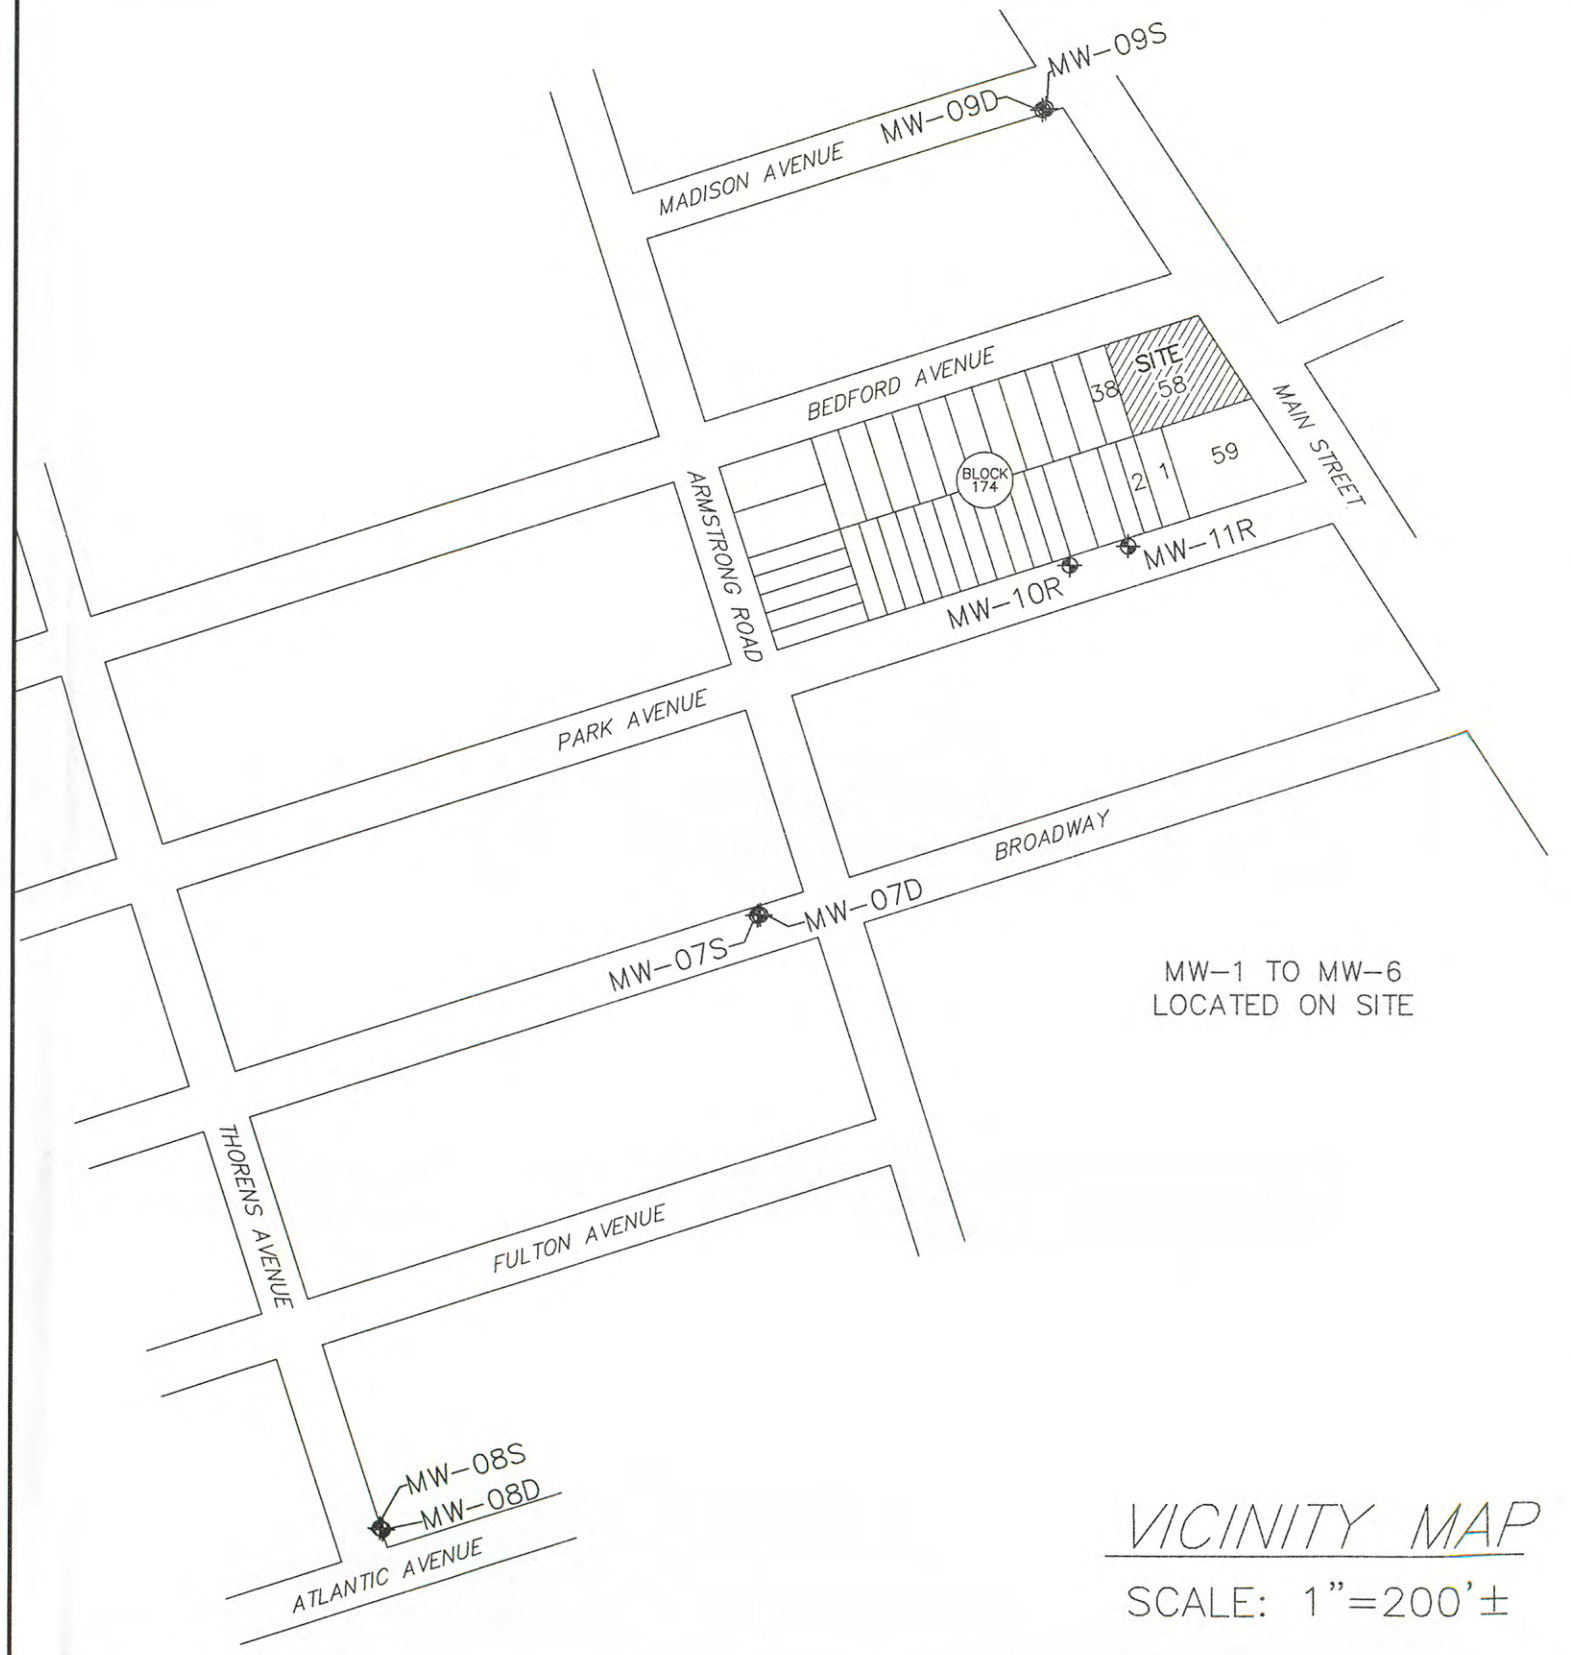 MW-09S
MW-09D
MADISON AVENUE
BEDFORD AVENUE
SITE
58
38
MAIN STREET
59
1
2
BLOCK
174
ARMSTRONG ROAD
MW-11R
MW-10R
PARK AVENUE
BROADWAY
MW-07D
MW-07S
MW-1 TO MW-6
LOCATED ON SITE
THORENS AVENUE
FULTON AVENUE
MW-08S
MW-08D
ATLANTIC AVENUE
VICINITY MAP
SCALE: 1"=200'±